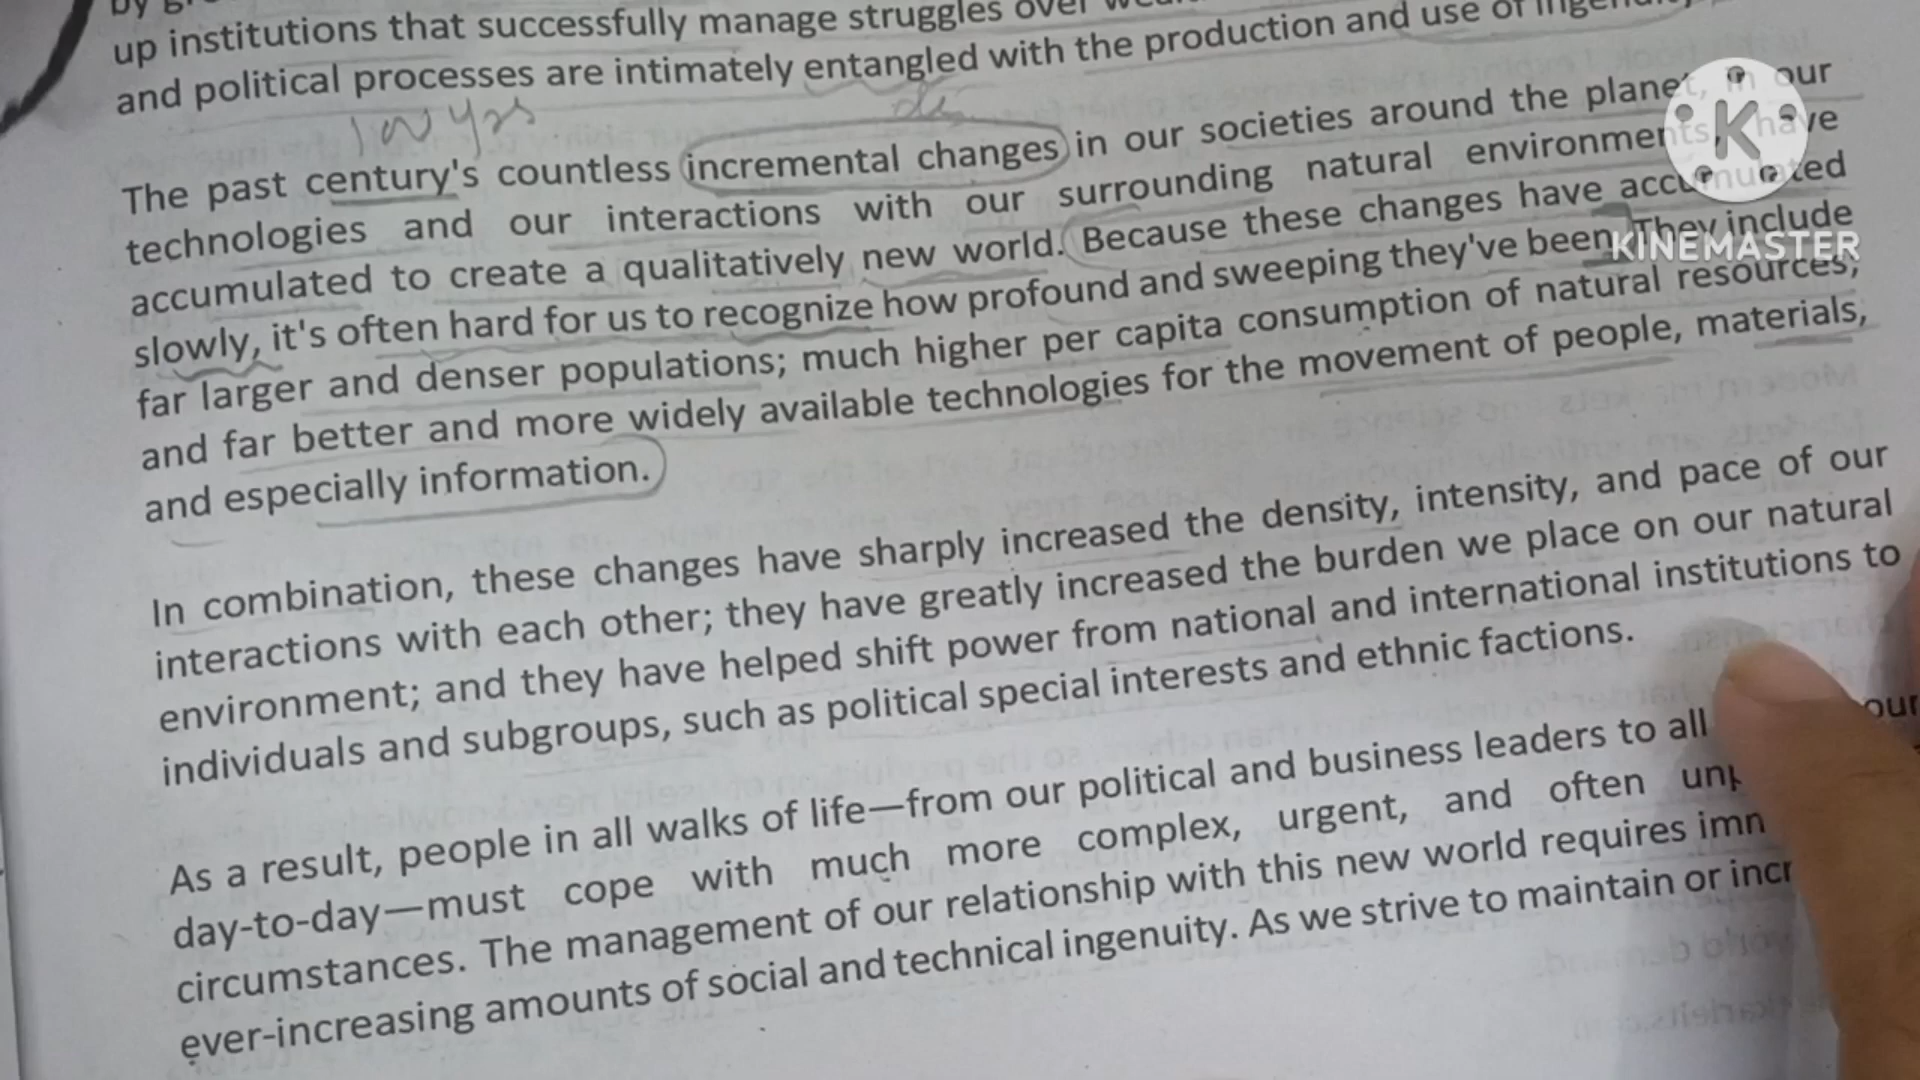 up institutions that successfully manage struggles over
and political processes are intimately entangled with the production and use of
100 yrs
The past century's countless incremental changes in our societies around the planet, in our
technologies and our interactions with our surrounding natural environments, have
accumulated to create a qualitatively new world. Because these changes have accumulated
slowly, it's often hard for us to recognize how profound and sweeping they've been. They include
far larger and denser populations; much higher per capita consumption of natural resources;
and far better and more widely available technologies for the movement of people, materials,
and especially information.
In combination, these changes have sharply increased the density, intensity, and pace of our
interactions with each other; they have greatly increased the burden we place on our natural
environment; and they have helped shift power from national and international institutions to
individuals and subgroups, such as political special interests and ethnic factions.
As a result, people in all walks of life—from our political and business leaders to all our
day-to-day—must cope with much more complex, urgent, and often
circumstances. The management of our relationship with this new world requires
ever-increasing amounts of social and technical ingenuity. As we strive to maintain or
K
KINEMASTER